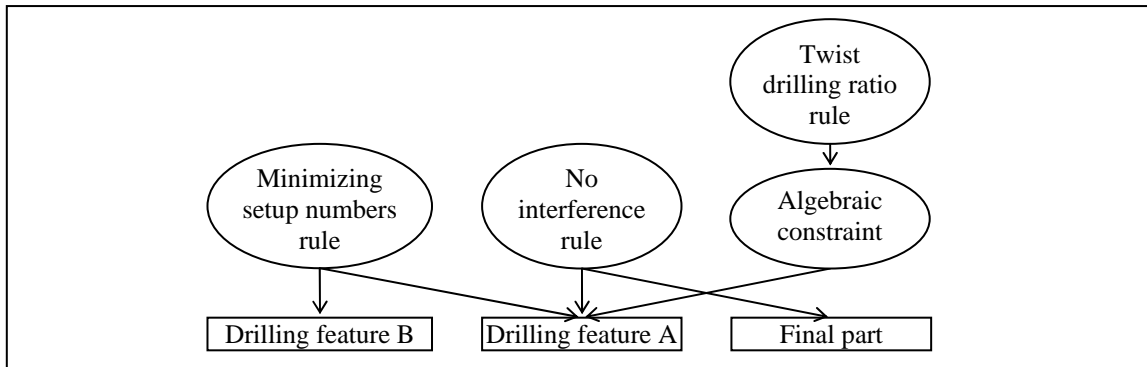 Twist
drilling ratio
rule
Minimizing
setup numbers
rule
No
interference
rule
Algebraic
constraint
Drilling feature B
Drilling feature A
Final part